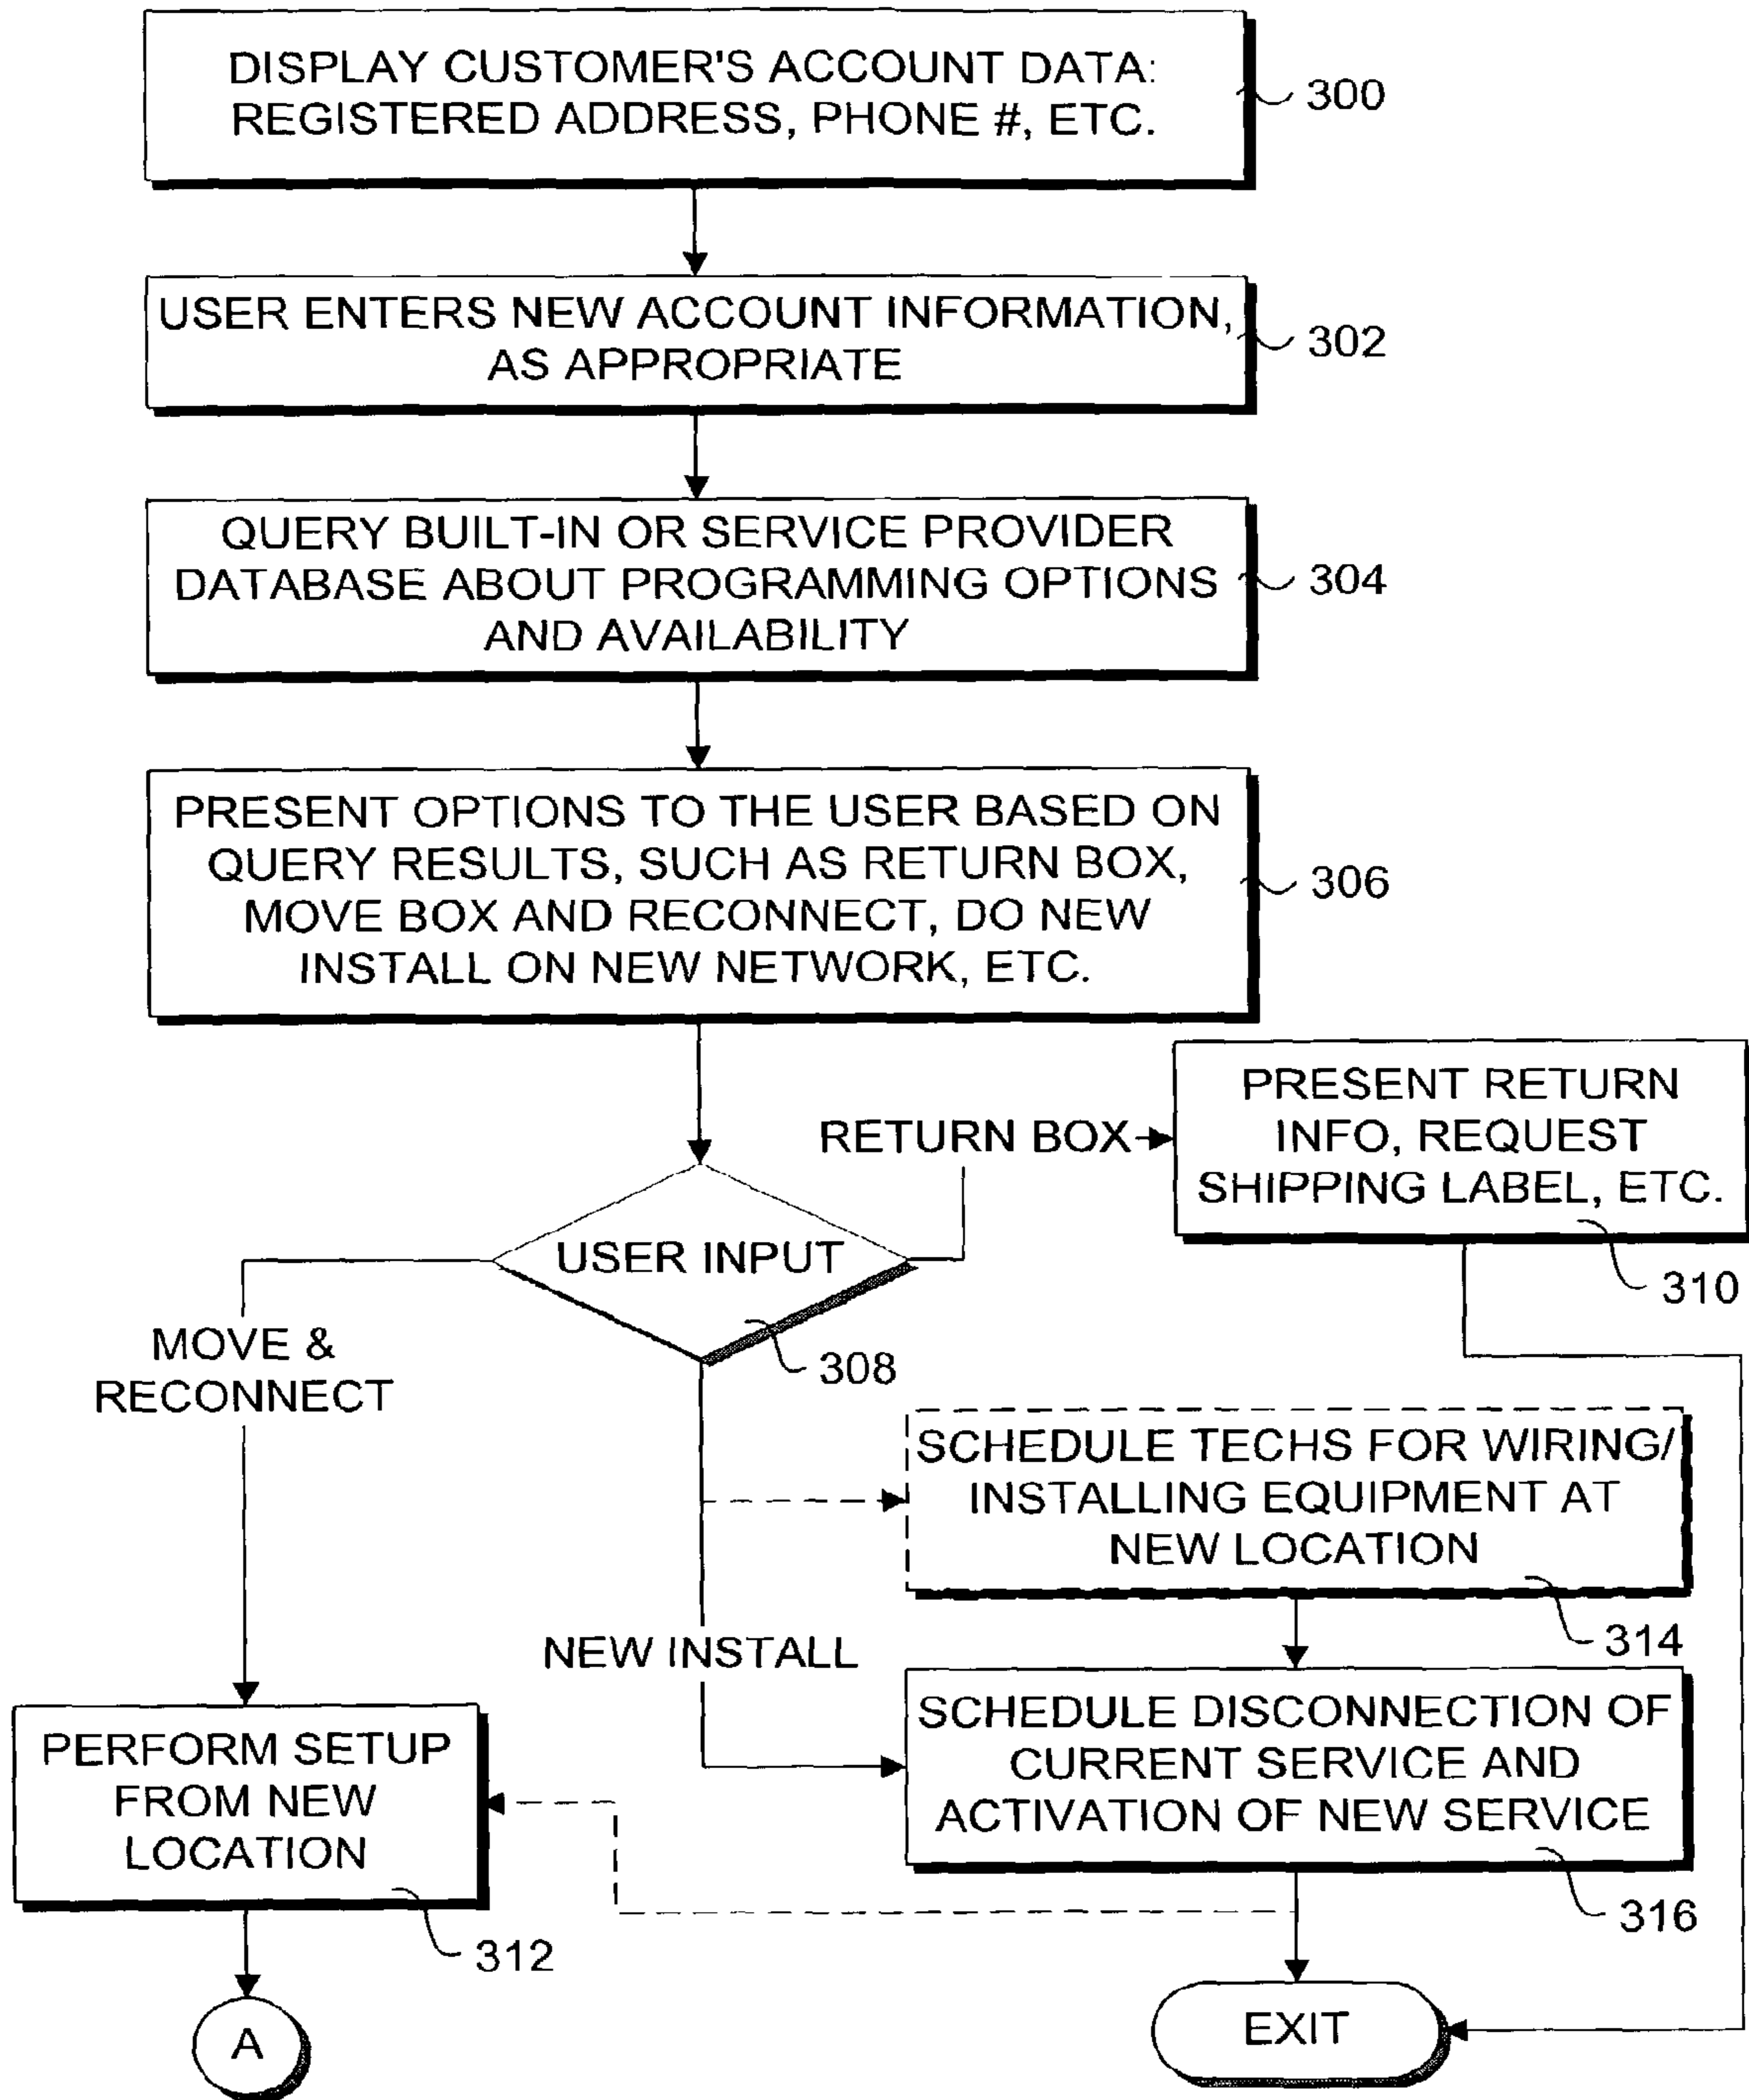 DISPLAY CUSTOMER'S ACCOUNT DATA:
REGISTERED ADDRESS, PHONE #, ETC.
300
USER ENTERS NEW ACCOUNT INFORMATION,
AS APPROPRIATE
302
QUERY BUILT-IN OR SERVICE PROVIDER
DATABASE ABOUT PROGRAMMING OPTIONS
AND AVAILABILITY
304
PRESENT OPTIONS TO THE USER BASED ON
QUERY RESULTS, SUCH AS RETURN BOX,
MOVE BOX AND RECONNECT, DO NEW
INSTALL ON NEW NETWORK, ETC.
306
RETURN BOX
PRESENT RETURN
INFO, REQUEST
SHIPPING LABEL, ETC.
310
USER INPUT
308
MOVE &
RECONNECT
SCHEDULE TECHS FOR WIRING/
INSTALLING EQUIPMENT AT
NEW LOCATION
314
NEW INSTALL
SCHEDULE DISCONNECTION OF
CURRENT SERVICE AND
ACTIVATION OF NEW SERVICE
316
PERFORM SETUP
FROM NEW
LOCATION
312
A
EXIT